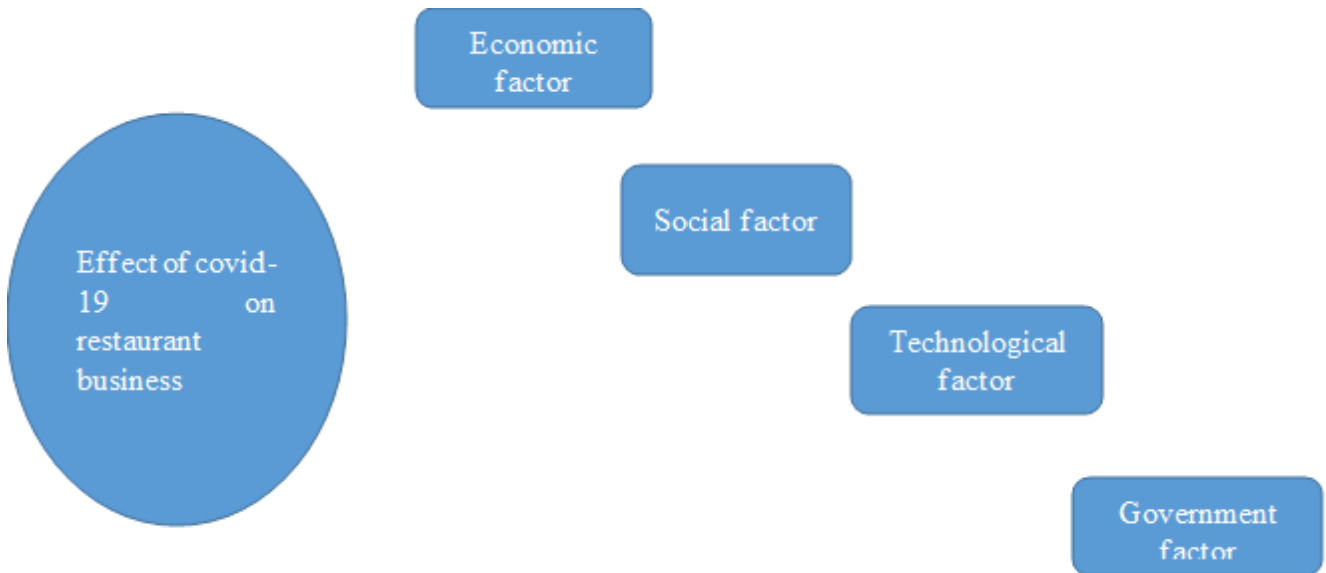 Economic
factor
Social factor
Effect of covid-
19 on
restaurant
business
Technological
factor
Government
factor